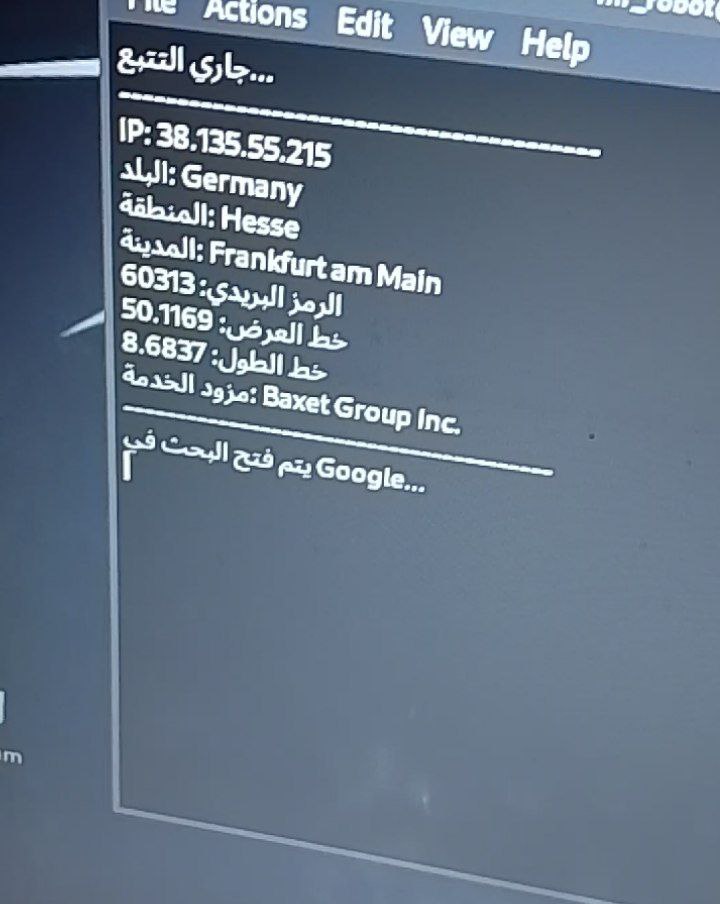 File Actions Edit View Help
جاري التتبع...
--------------------------------------------------
IP: 38.135.55.215
البلد: Germany
المنطقة: Hesse
المدينة: Frankfurt am Main
الرمز البريدي: 60313
خط العرض: 50.1169
خط الطول: 8.6837
مزود الخدمة: Baxet Group Inc.
--------------------------------------------------
يتم فتح البحث في Google...